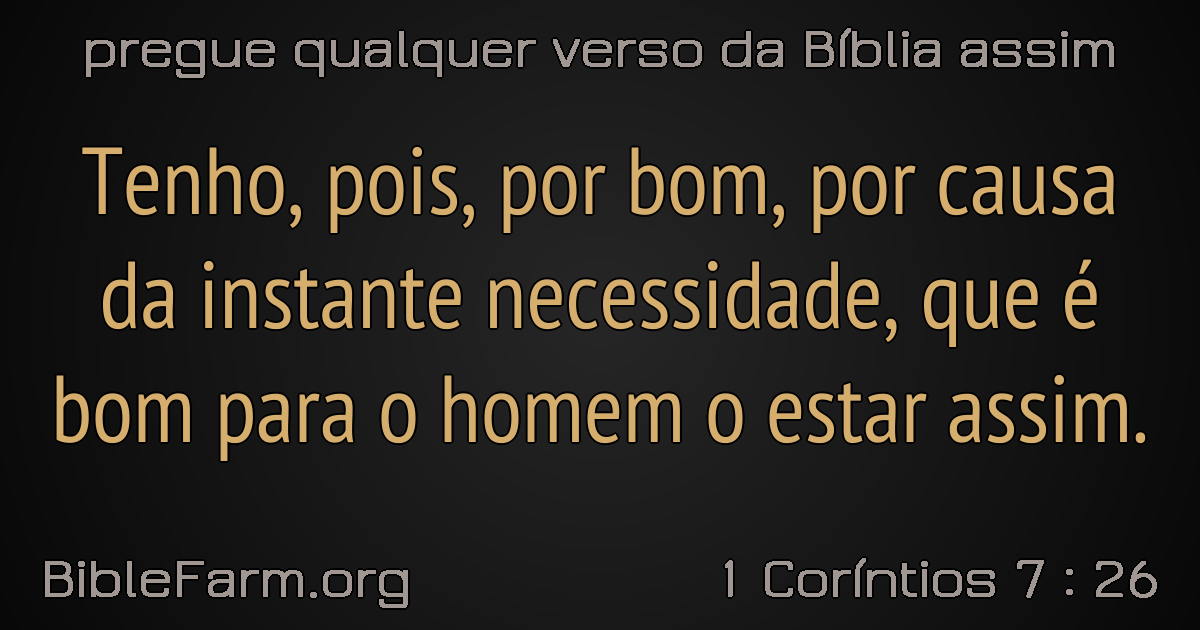 pregue qualquer verso da Bíblia assim
Tenho, pois, por bom, por causa
da instante necessidade, que é
bom para o homem o estar assim.
BibleFarm.org
1 Coríntios 7 : 26